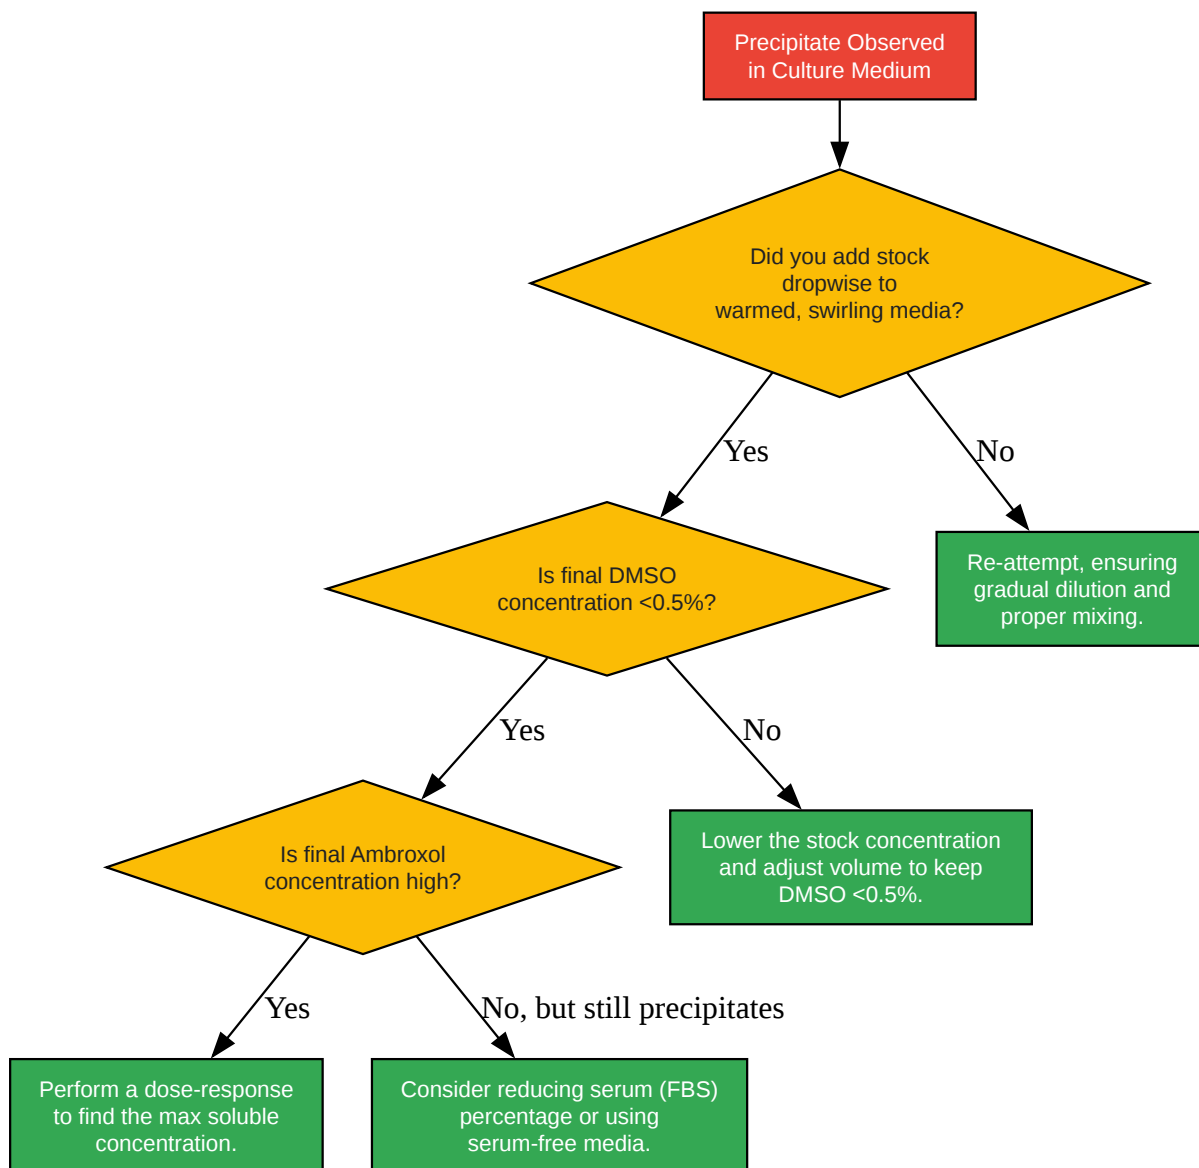 Precipitate Observed
in Culture Medium
Did you add stock
dropwise to
warmed, swirling media?
Yes
No
Is final DMSO
concentration <0.5%?
Re-attempt, ensuring
gradual dilution and
proper mixing.
Yes
No
Is final Ambroxol
concentration high?
Lower the stock concentration
and adjust volume to keep
DMSO <0.5%.
Yes
No, but still precipitates
Perform a dose-response
to find the max soluble
concentration.
Consider reducing serum (FBS)
percentage or using
serum-free media.